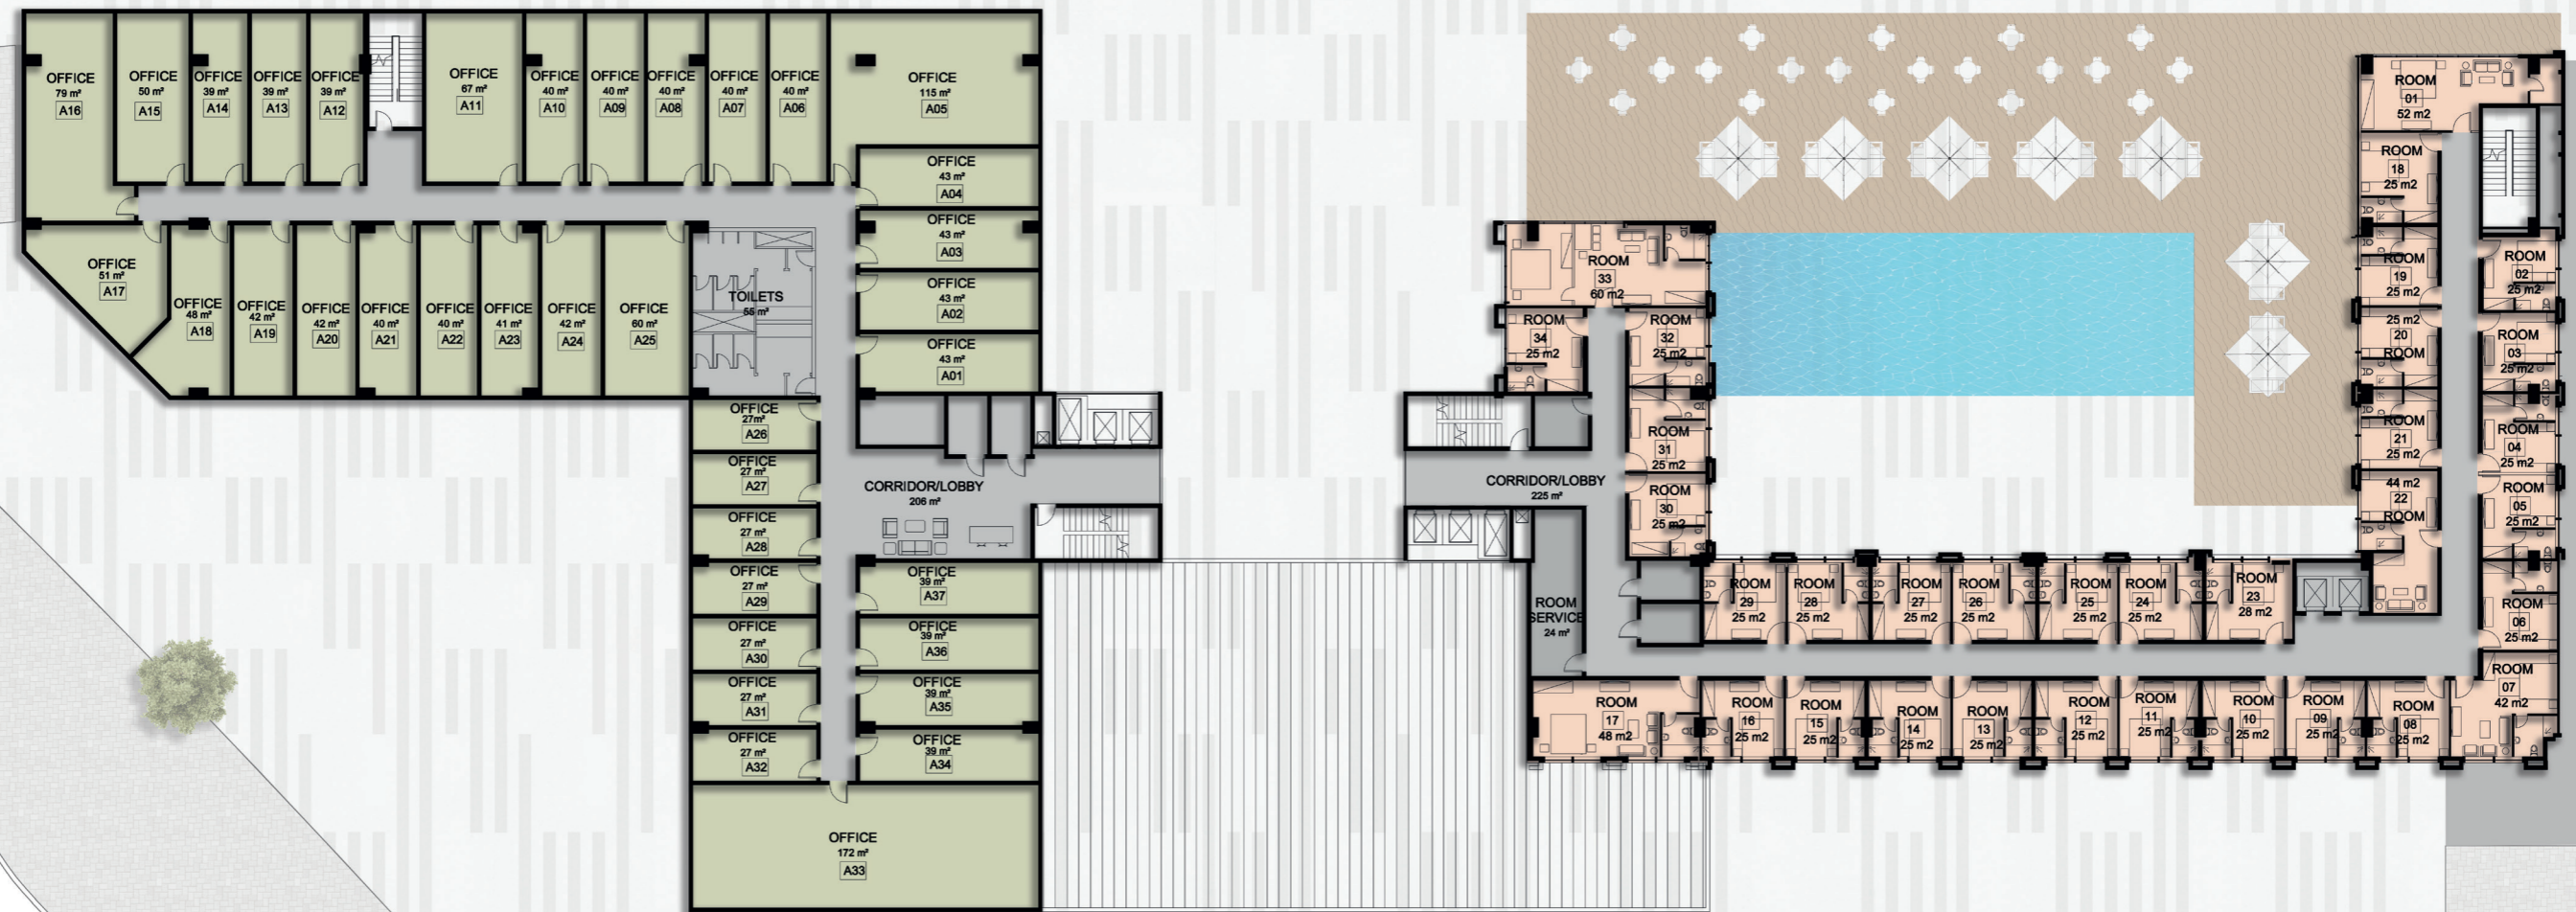 OFFICE
79 m²
A16
OFFICE
50 m²
A15
OFFICE
39 m²
A14
OFFICE
39 m²
A13
OFFICE
39 m²
A12
OFFICE
67 m²
A11
OFFICE
40 m²
A10
OFFICE
40 m²
A09
OFFICE
40 m²
A08
OFFICE
40 m²
A07
OFFICE
40 m²
A06
OFFICE
115 m²
A05
OFFICE
43 m²
A04
OFFICE
43 m²
A03
OFFICE
43 m²
A02
OFFICE
43 m²
A01
OFFICE
51 m²
A17
OFFICE
48 m²
A18
OFFICE
42 m²
A19
OFFICE
42 m²
A20
OFFICE
40 m²
A21
OFFICE
40 m²
A22
OFFICE
41 m²
A23
OFFICE
42 m²
A24
OFFICE
60 m²
A25
TOILETS
55 m²
OFFICE
27m²
A26
OFFICE
27 m²
A27
OFFICE
27 m²
A28
OFFICE
27 m²
A29
OFFICE
27 m²
A30
OFFICE
27 m²
A31
OFFICE
27 m²
A32
CORRIDOR/LOBBY
206 m²
OFFICE
39 m²
A37
OFFICE
39 m²
A36
OFFICE
39 m²
A35
OFFICE
39 m²
A34
OFFICE
172 m²
A33
ROOM
33
60 m2
ROOM
34
25 m2
ROOM
32
25 m2
ROOM
31
25 m2
ROOM
30
25 m2
CORRIDOR/LOBBY
225 m²
ROOM
SERVICE
24 m²
ROOM
29
25 m2
ROOM
28
25 m2
ROOM
27
25 m2
ROOM
26
25 m2
ROOM
25
25 m2
ROOM
24
25 m2
ROOM
23
28 m2
ROOM
17
48 m2
ROOM
16
25 m2
ROOM
15
25 m2
ROOM
14
25 m2
ROOM
13
25 m2
ROOM
12
25 m2
ROOM
11
25 m2
ROOM
10
25 m2
ROOM
09
25 m2
ROOM
08
25 m2
ROOM
07
42 m2
ROOM
01
52 m2
ROOM
18
25 m2
ROOM
19
25 m2
25 m2
20
ROOM
ROOM
21
25 m2
44 m2
22
ROOM
ROOM
02
25 m2
ROOM
03
25 m2
ROOM
04
25 m2
ROOM
05
25 m2
ROOM
06
25 m2